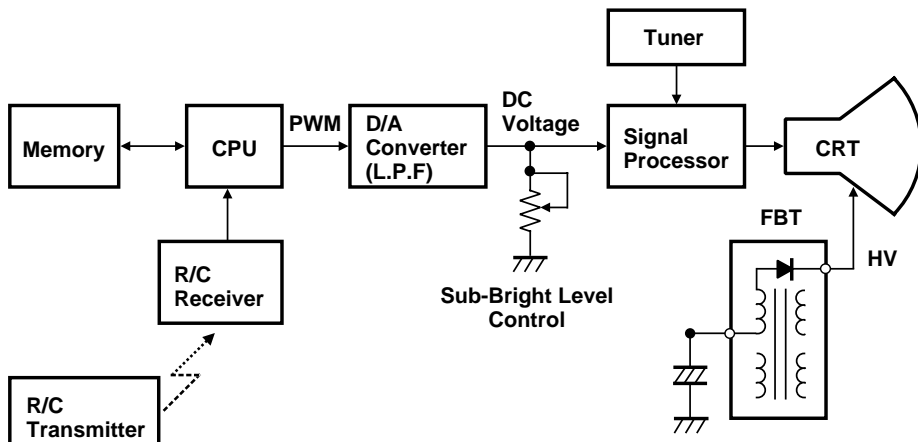 Tuner
Memory
CPU
PWM
D/A
Converter
(L.P.F)
DC
Voltage
Signal
Processor
CRT
R/C
Receiver
Sub-Bright Level
Control
FBT
HV
R/C
Transmitter